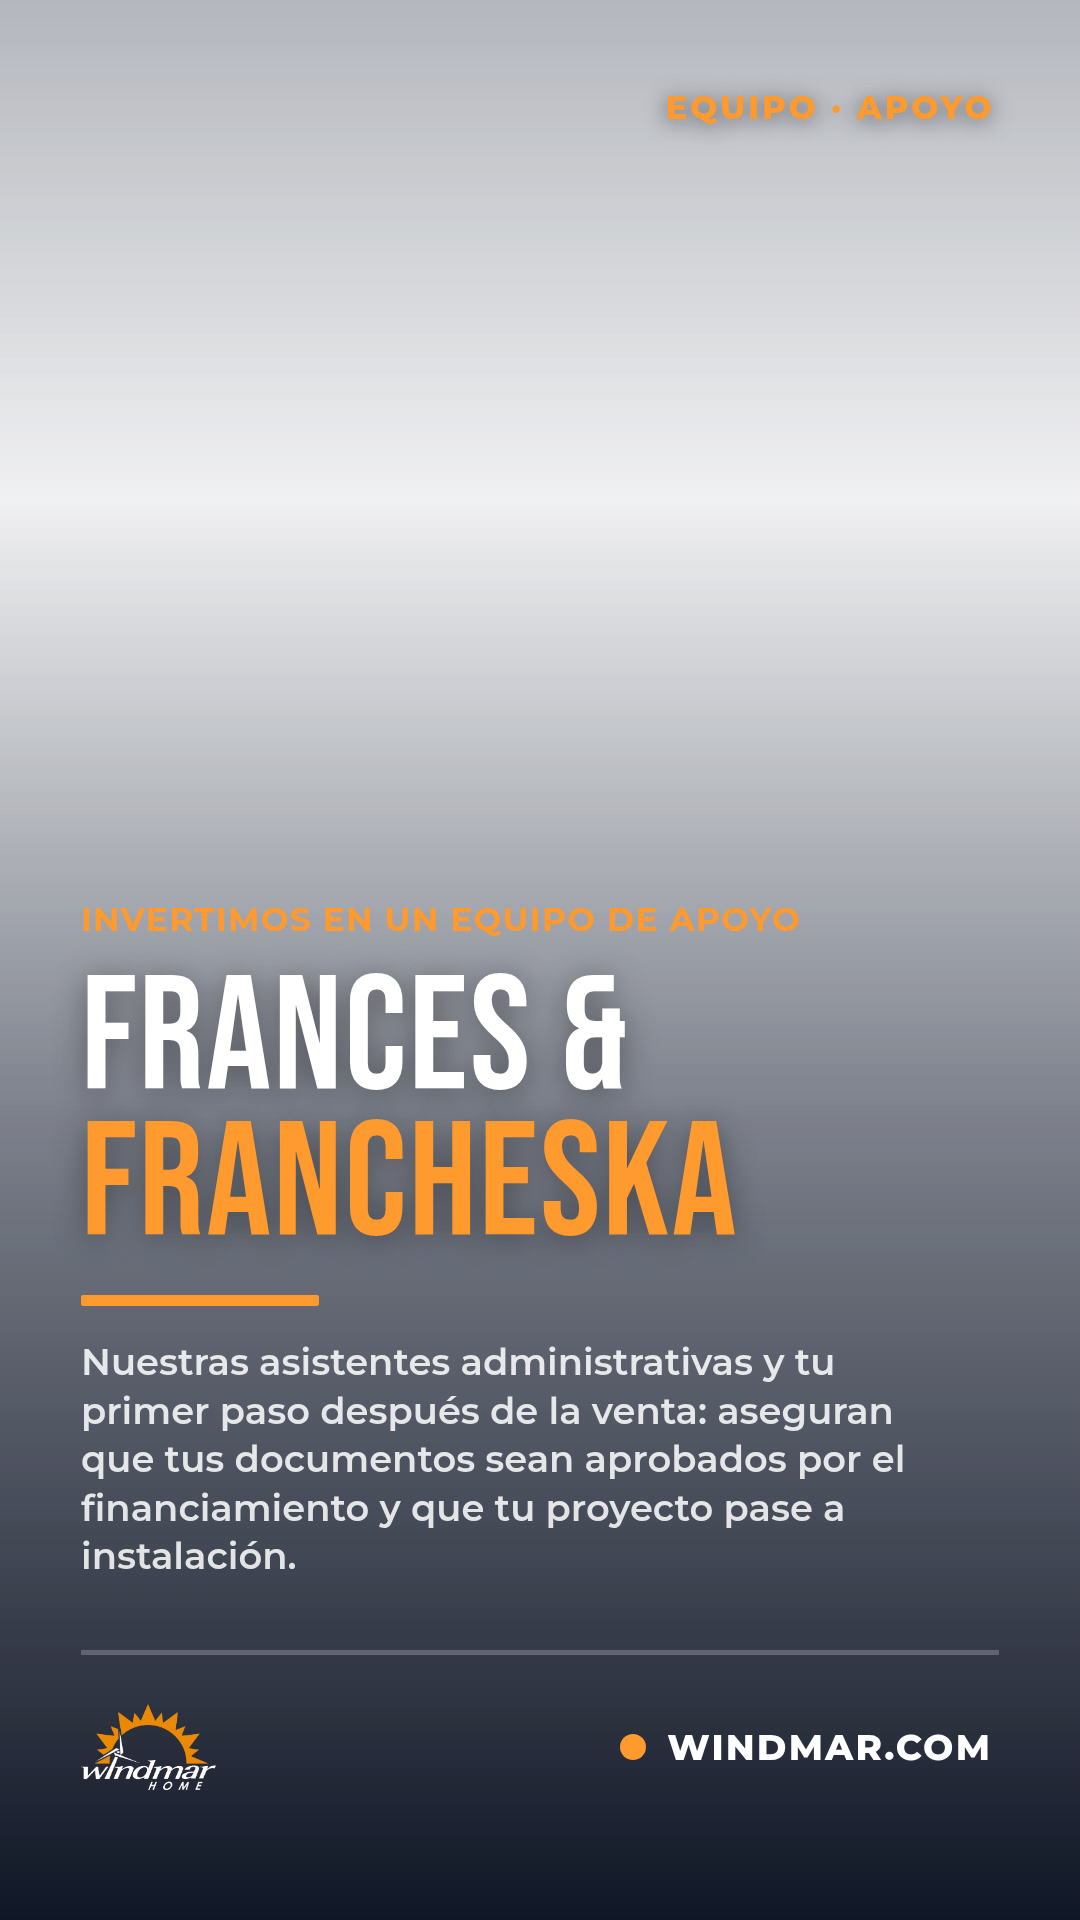 EQUIPO • APOYO
INVERTIMOS EN UN EQUIPO DE APOYO
FRANCES &
FRANCHESKA
Nuestras asistentes administrativas y tu
primer paso después de la venta: aseguran
que tus documentos sean aprobados por el
financiamiento y que tu proyecto pase a
instalación.
windmar
HOME
WINDMAR.COM